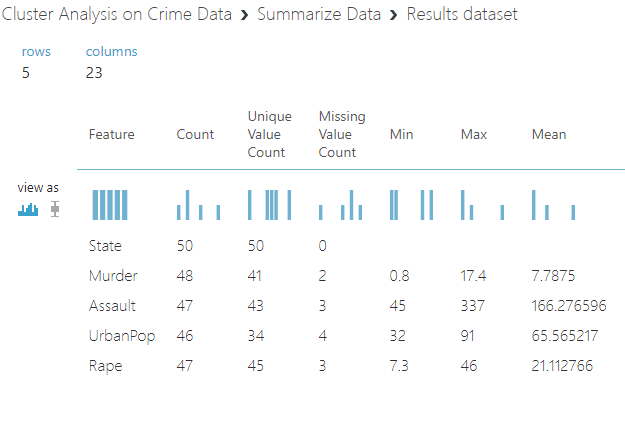 Cluster Analysis on Crime Data › Summarize Data › Results dataset
rows columns
5 23
Feature Count Unique Value Count Missing Value Count Min Max Mean
view as
State 50 50 0
Murder 48 41 2 0.8 17.4 7.7875
Assault 47 43 3 45 337 166.276596
UrbanPop 46 34 4 32 91 65.565217
Rape 47 45 3 7.3 46 21.112766